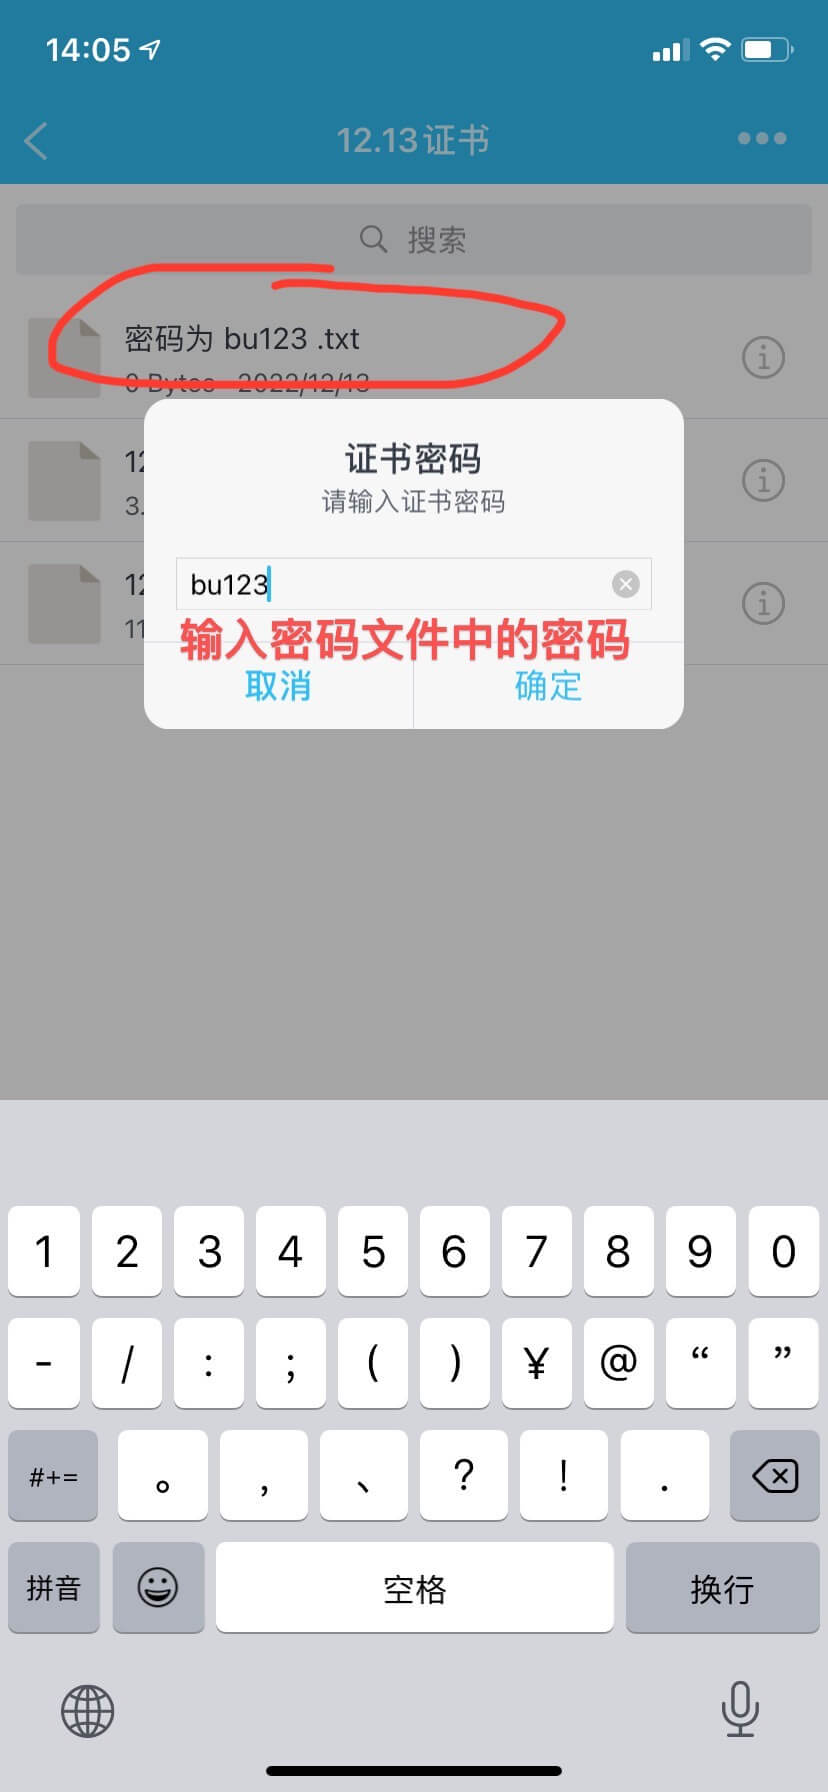 14:05
12.13证书
搜索
密码为 bu123 .txt
0 Bytes 2022/12/13
12
3.
12
11
证书密码
请输入证书密码
bu123
输入密码文件中的密码
取消
确定
1 2 3 4 5 6 7 8 9 0
- / : ; ( ) ¥ @ “ ”
#+= 。 , 、 ? ! .
拼音 空格 换行